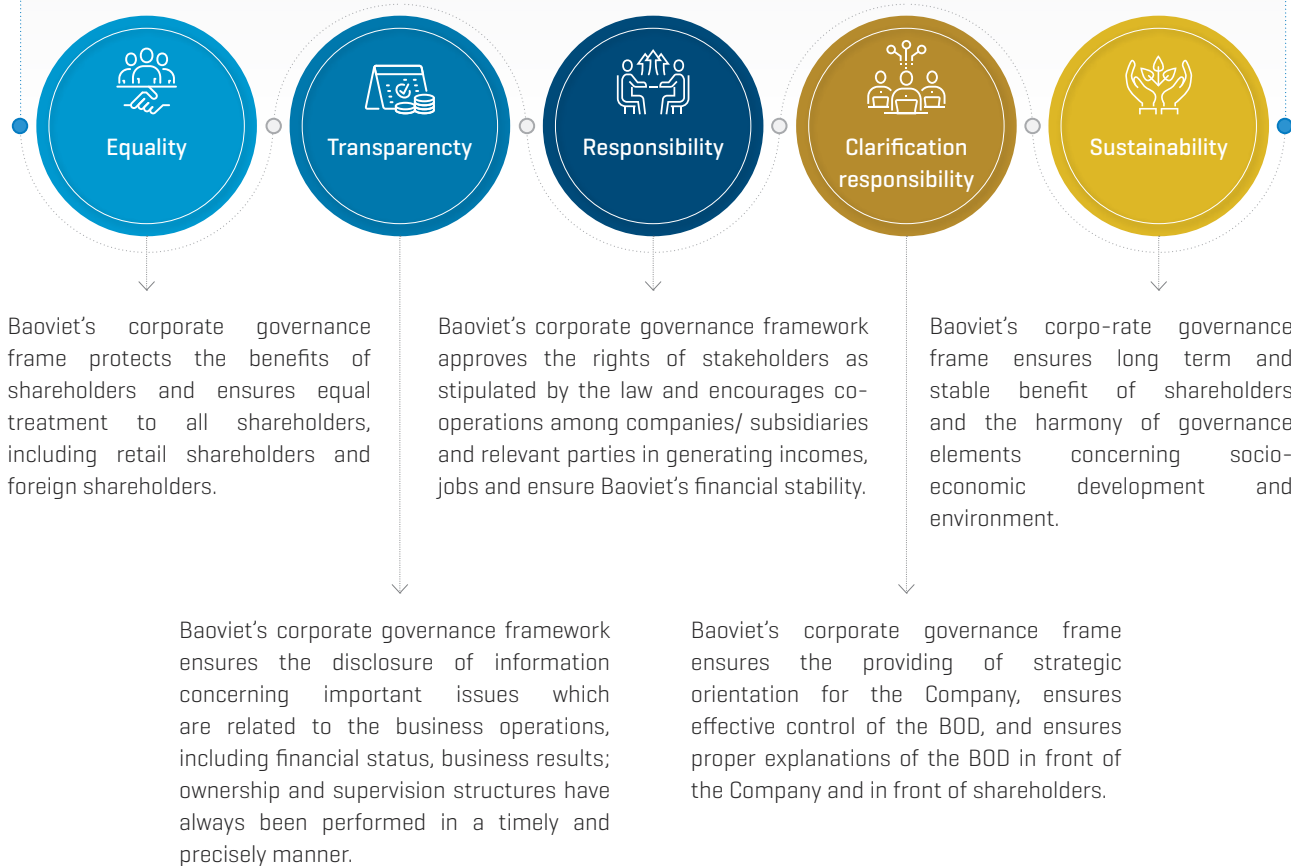 Equality
Transparencty
Responsibility
Clarification
responsibility
Sustainability
Baoviet's corporate governance
frame protects the benefits of
shareholders and ensures equal
treatment to all shareholders,
including retail shareholders and
foreign shareholders.
Baoviet's corporate governance framework
approves the rights of stakeholders as
stipulated by the law and encourages co-
operations among companies/ subsidiaries
and relevant parties in generating incomes,
jobs and ensure Baoviet's financial stability.
Baoviet's corpo-rate governance
frame ensures long term and
stable benefit of shareholders
and the harmony of governance
elements concerning socio-
economic development and
environment.
Baoviet's corporate governance framework
ensures the disclosure of information
concerning important issues which
are related to the business operations,
including financial status, business results;
ownership and supervision structures have
always been performed in a timely and
precisely manner.
Baoviet's corporate governance frame
ensures the providing of strategic
orientation for the Company, ensures
effective control of the BOD, and ensures
proper explanations of the BOD in front of
the Company and in front of shareholders.